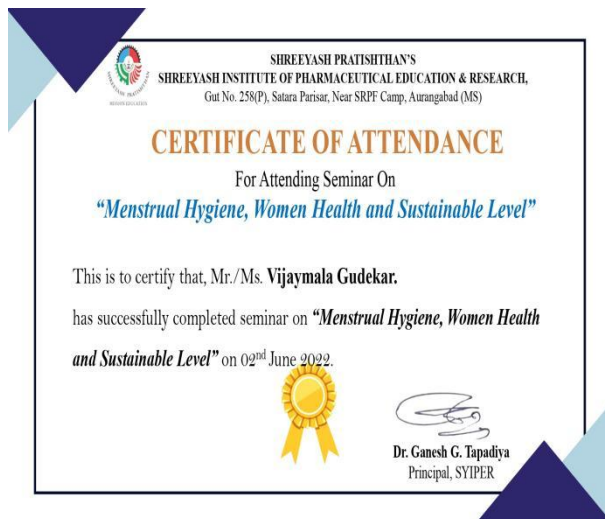 SHREEYASH PRATISHTHAN'S
SHREEYASH INSTITUTE OF PHARMACEUTICAL EDUCATION & RESEARCH,
Gut No. 258(P), Satara Parisar, Near SRPF Camp, Aurangabad (MS)
CERTIFICATE OF ATTENDANCE
For Attending Seminar On
“Menstrual Hygiene, Women Health and Sustainable Level”
This is to certify that, Mr./Ms. Vijaymala Gudekar.
has successfully completed seminar on “Menstrual Hygiene, Women Health
and Sustainable Level” on 02nd June 2022.
Dr. Ganesh G. Tapadiya
Principal, SYIPER